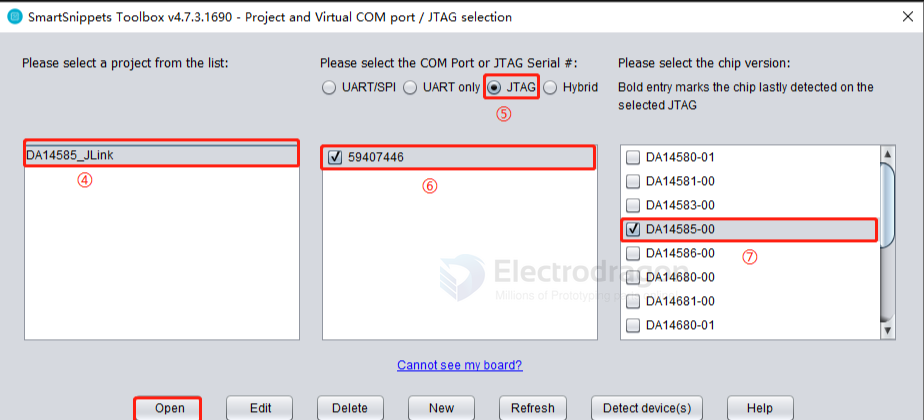 SmartSnippets Toolbox v4.7.3.1690 - Project and Virtual COM port / JTAG selection
Please select a project from the list:
Please select the COM Port or JTAG Serial #:
Please select the chip version:
UART/SPI UART only JTAG Hybrid
⑤
Bold entry marks the chip lastly detected on the
selected JTAG
DA14585_JLink
④
59407446
⑥
DA14580-01
DA14581-00
DA14583-00
DA14585-00
⑦
DA14586-00
DA14680-00
DA14681-00
DA14680-01
Electrodragon
Millions of Prototyping
Cannot see my board?
Open Edit Delete New Refresh Detect device(s) Help